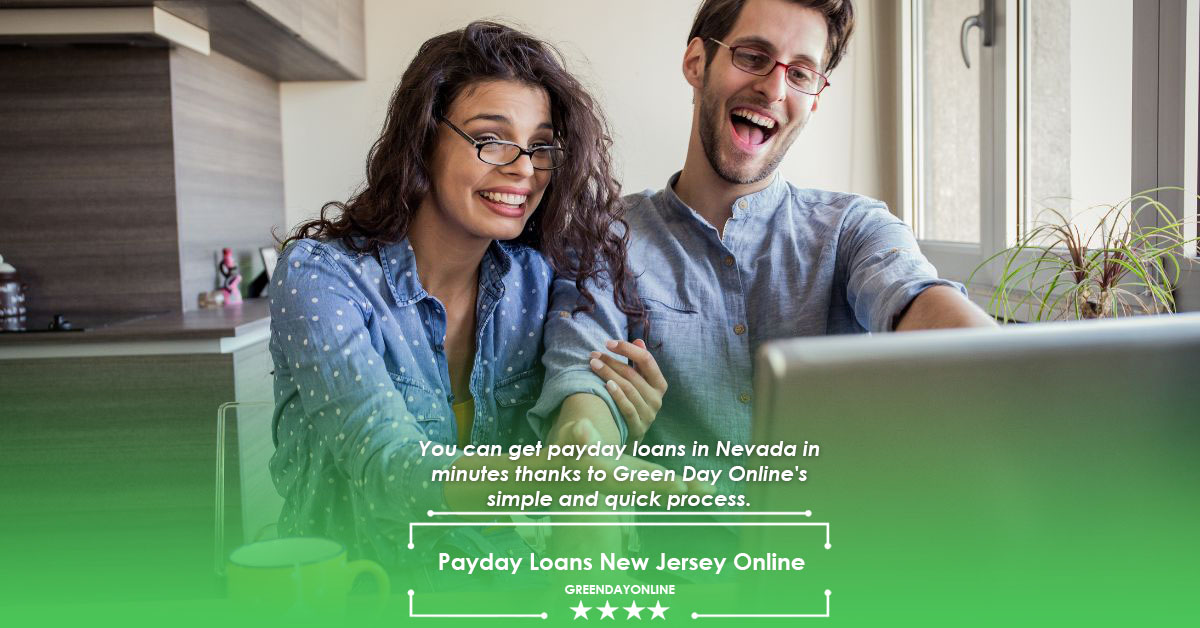 You can get payday loans in Nevada in
minutes thanks to Green Day Online's
simple and quick process.
Payday Loans New Jersey Online
GREENDAYONLINE